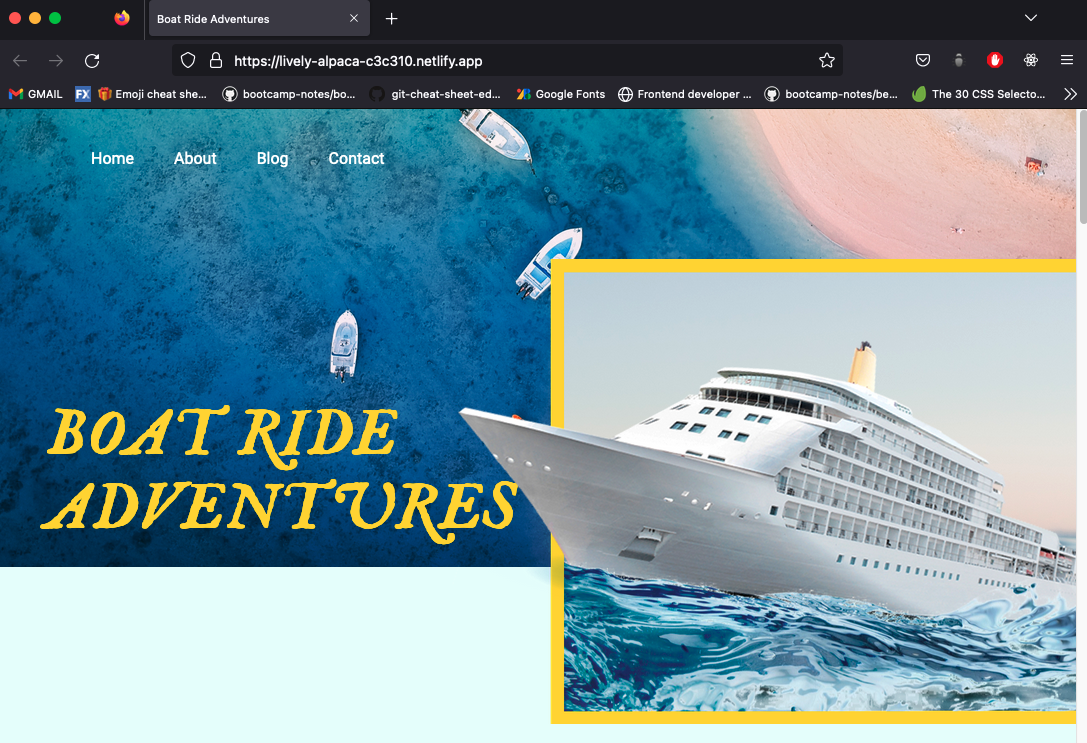 Boat Ride Adventures
https://lively-alpaca-c3c310.netlify.app
GMAIL
FX
Emoji cheat she...
bootcamp-notes/bo...
git-cheat-sheet-ed...
Google Fonts
Frontend developer ...
bootcamp-notes/be...
The 30 CSS Selecto...
Home About Blog Contact
BOAT RIDE
ADVENTURES